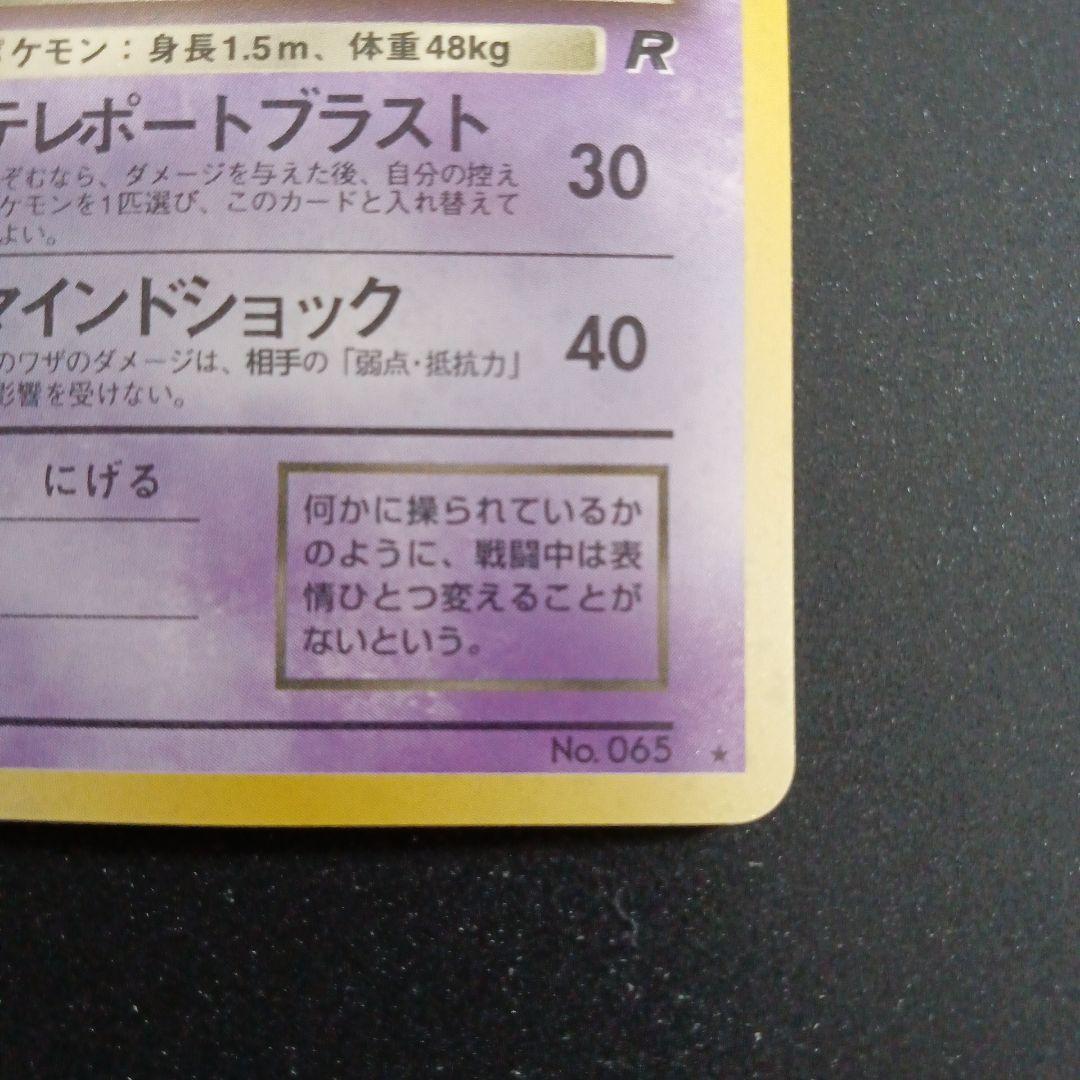 ポケモン：身長1.5m、体重48kg R
テレポートブラスト
30
ぞむなら、ダメージを与えた後、自分の控え
ケモンを1匹選び、このカードと入れ替えて
よい。
マインドショック
40
のワザのダメージは、相手の「弱点・抵抗力」
影響を受けない。
にげる
何かに操られているか
のように、戦闘中は表
情ひとつ変えることが
ないという。
No. 065 ★